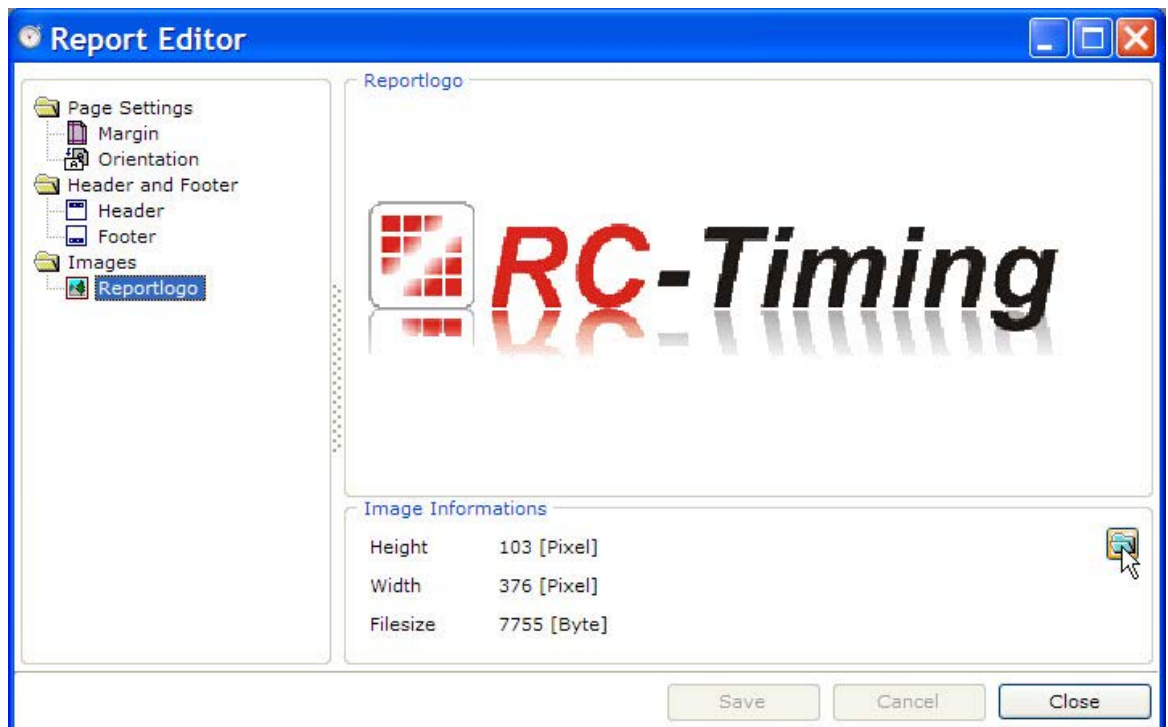 Report Editor
Page Settings
Margin
Orientation
Header and Footer
Header
Footer
Images
Reportlogo
Reportlogo
RC-Timing
Image Informations
Height 103 [Pixel]
Width 376 [Pixel]
Filesize 7755 [Byte]
Save Cancel Close